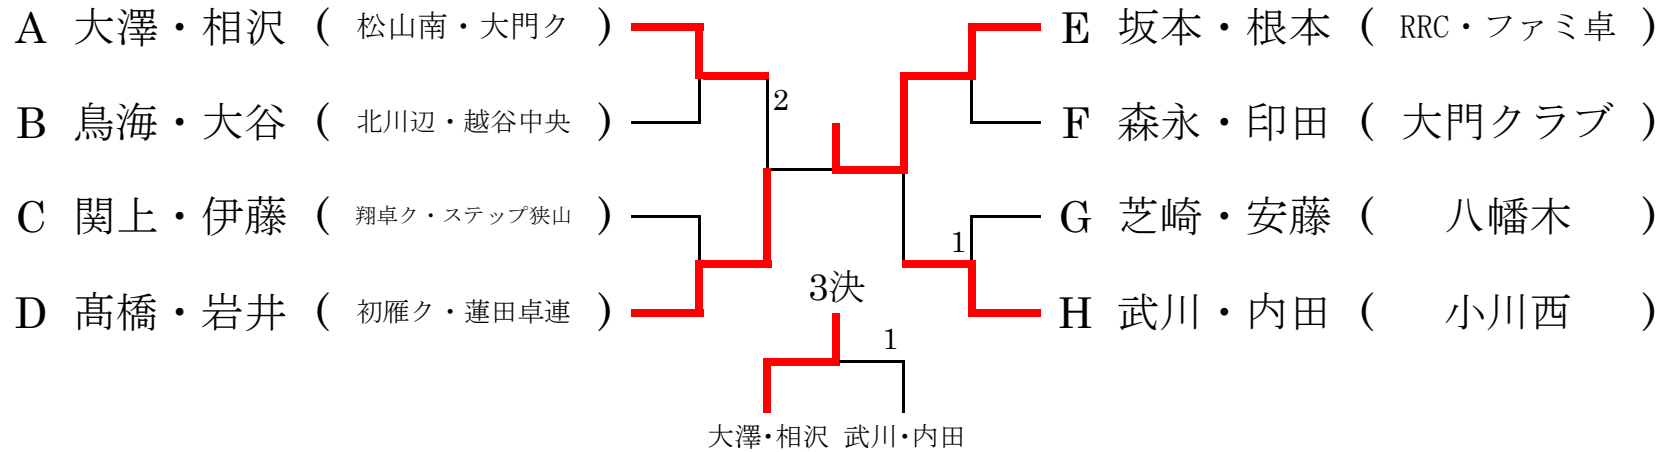 A 大澤・相沢 ( 松山南・大門ク )
B 鳥海・大谷 ( 北川辺・越谷中央 )
C 関上・伊藤 ( 翔卓ク・ステップ狭山 )
D 髙橋・岩井 ( 初雁ク・蓮田卓連 )
2
E 坂本・根本 ( RRC・ファミ卓 )
F 森永・印田 ( 大門クラブ )
G 芝崎・安藤 ( 八幡木 )
1
H 武川・内田 ( 小川西 )
3決
1
大澤・相沢 武川・内田